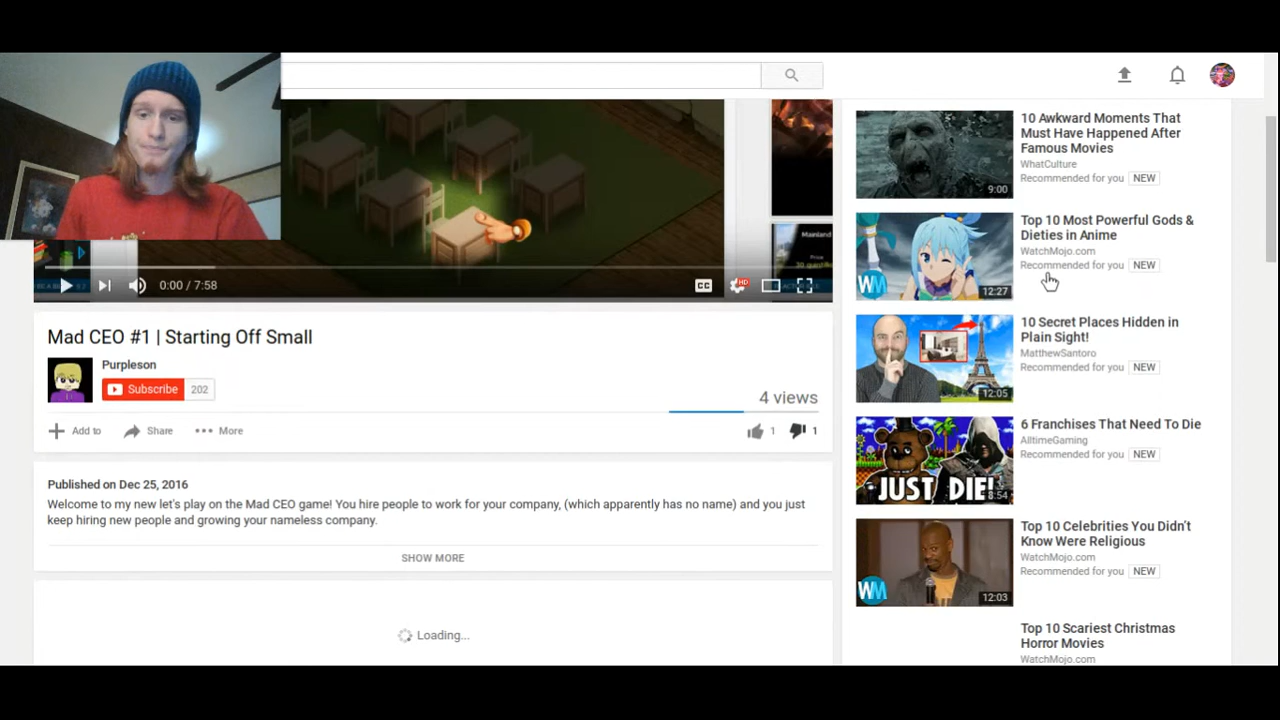 Mainland
0:00 / 7:58
CC
HD
Mad CEO #1 | Starting Off Small
Purpleson
Subscribe 202
4 views
Add to
Share
More
1
1
Published on Dec 25, 2016
Welcome to my new let's play on the Mad CEO game! You hire people to work for your company, (which apparently has no name) and you just
keep hiring new people and growing your nameless company.
SHOW MORE
Loading...
9:00
10 Awkward Moments That
Must Have Happened After
Famous Movies
WhatCulture
Recommended for you NEW
WM
12:27
Top 10 Most Powerful Gods &
Dieties in Anime
WatchMojo.com
Recommended for you NEW
12:05
10 Secret Places Hidden in
Plain Sight!
MatthewSantoro
Recommended for you NEW
JUST DIE!
8:54
6 Franchises That Need To Die
AlltimeGaming
Recommended for you NEW
WM
12:03
Top 10 Celebrities You Didn't
Know Were Religious
WatchMojo.com
Recommended for you NEW
Top 10 Scariest Christmas
Horror Movies
WatchMojo.com